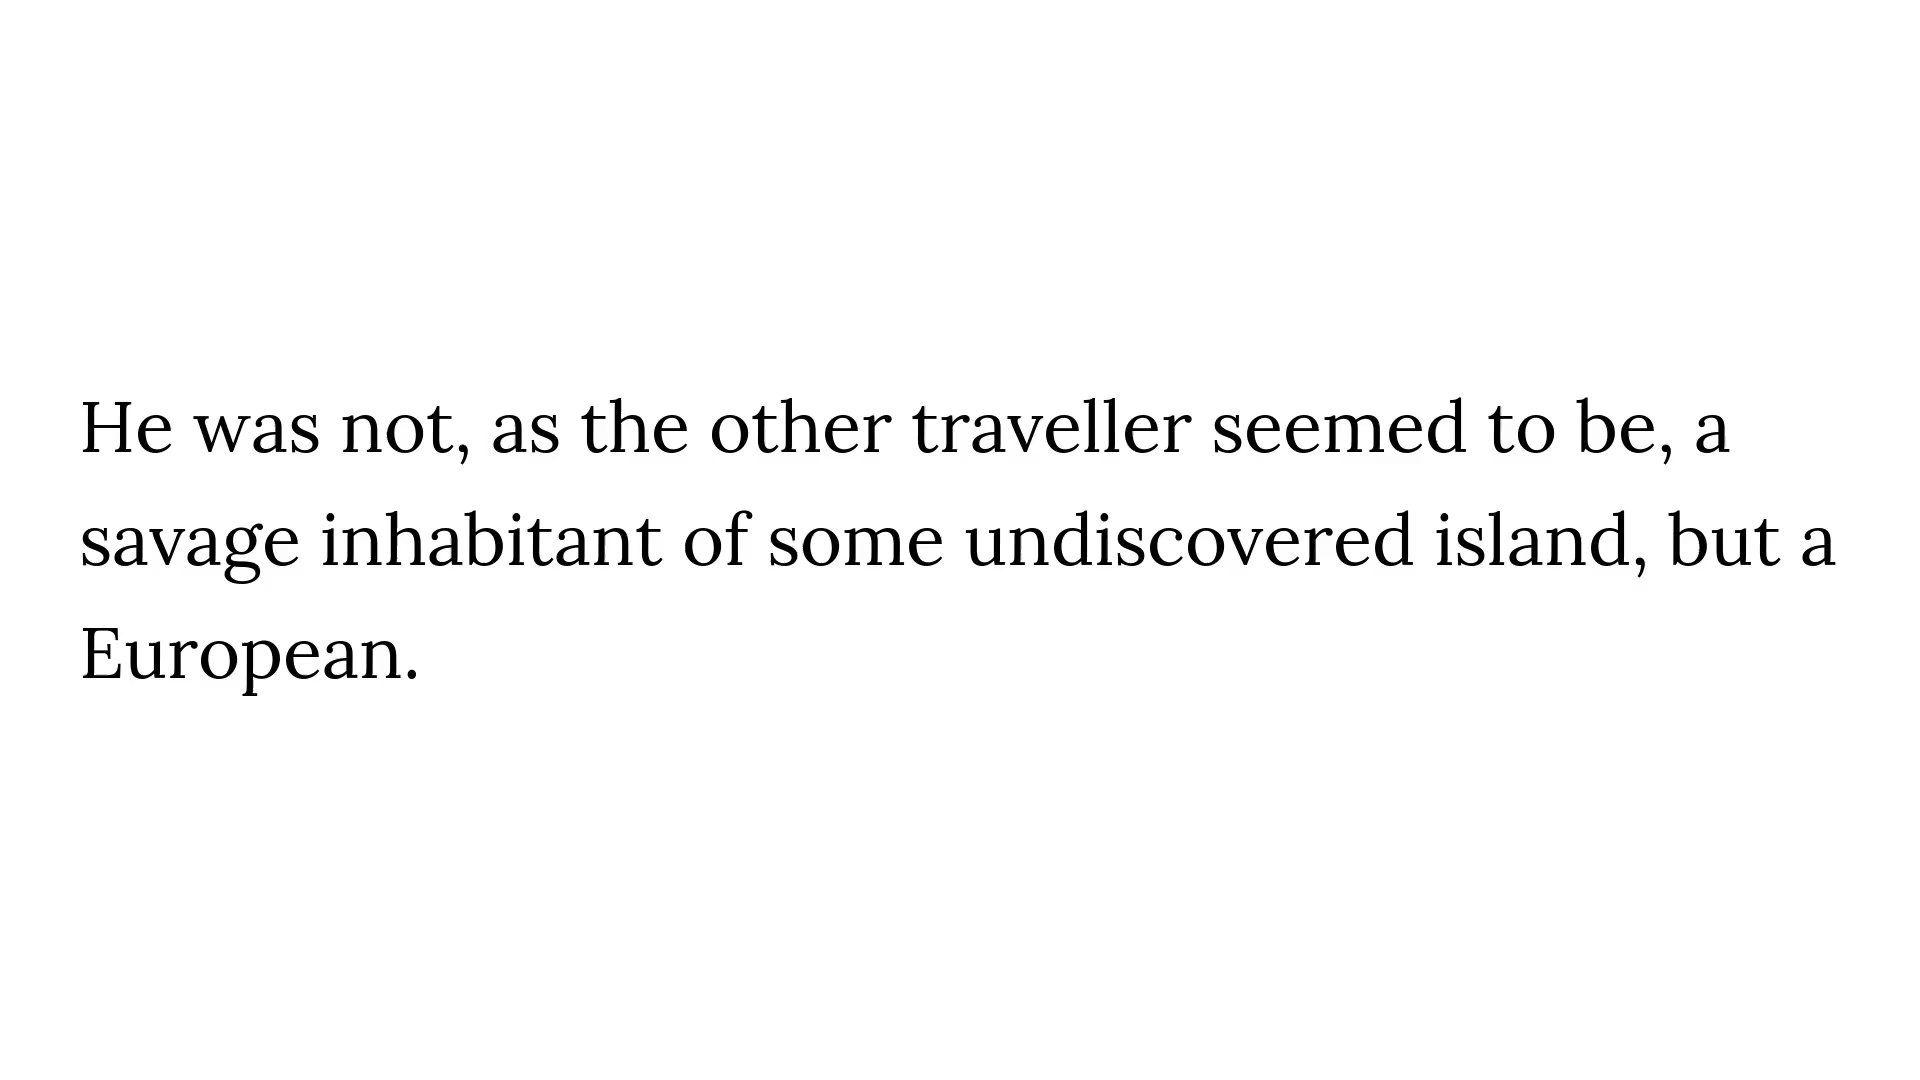 He was not, as the other traveller seemed to be, a
savage inhabitant of some undiscovered island, but a
European.